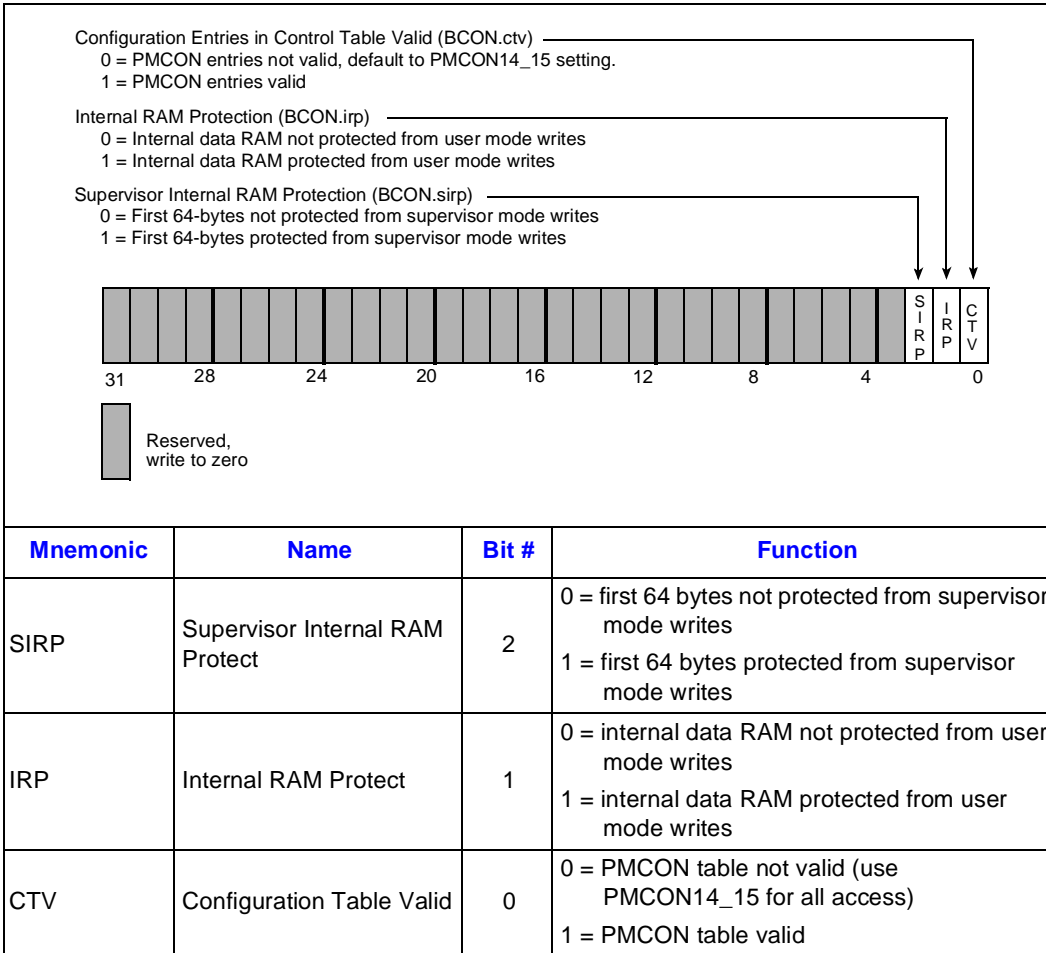 Configuration Entries in Control Table Valid (BCON.ctv)
0 = PMCON entries not valid, default to PMCON14_15 setting.
1 = PMCON entries valid
Internal RAM Protection (BCON.irp)
0 = Internal data RAM not protected from user mode writes
1 = Internal data RAM protected from user mode writes
Supervisor Internal RAM Protection (BCON.sirp)
0 = First 64-bytes not protected from supervisor mode writes
1 = First 64-bytes protected from supervisor mode writes
SIRP IRP CTV
31 28 24 20 16 12 8 4 0
Reserved,
write to zero
Mnemonic Name Bit # Function
SIRP
Supervisor Internal RAM
Protect
2
0 = first 64 bytes not protected from supervisor
mode writes
1 = first 64 bytes protected from supervisor
mode writes
IRP
Internal RAM Protect
1
0 = internal data RAM not protected from user
mode writes
1 = internal data RAM protected from user
mode writes
CTV
Configuration Table Valid
0
0 = PMCON table not valid (use
PMCON14_15 for all access)
1 = PMCON table valid